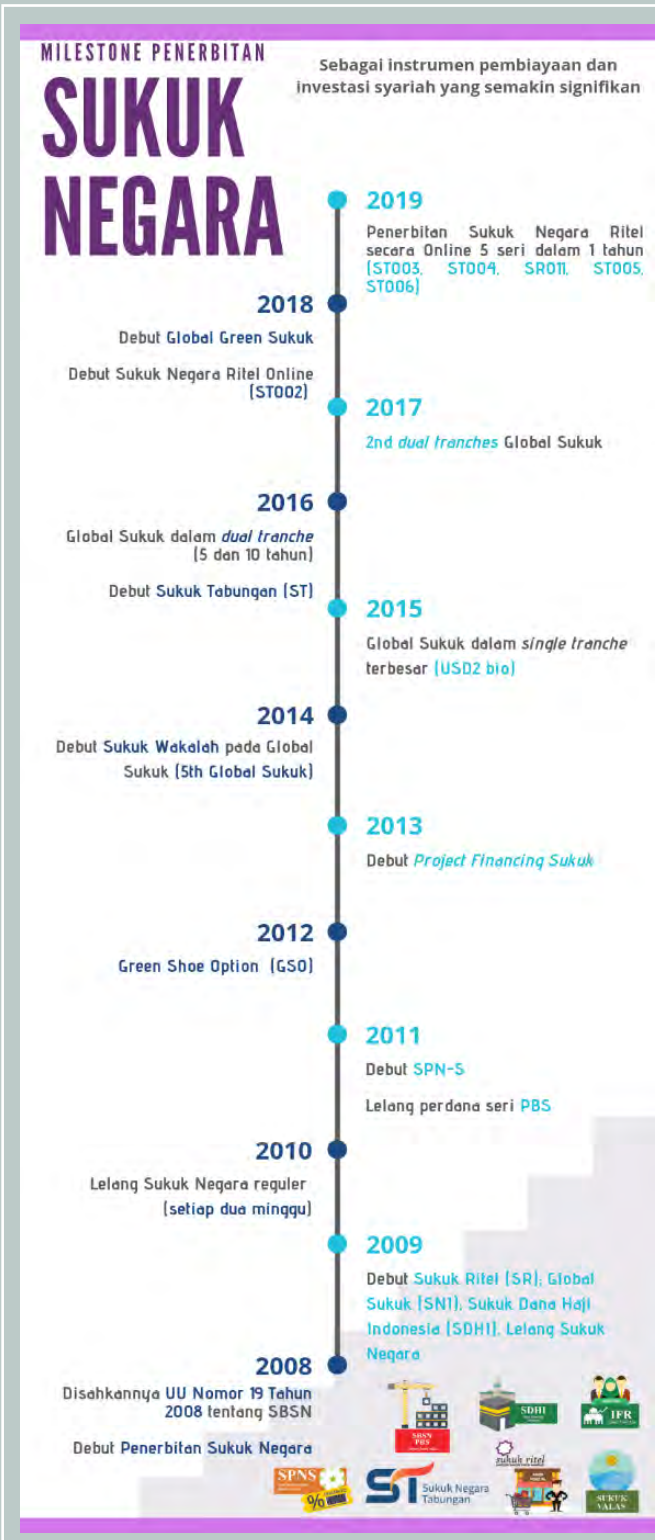 MILESTONE PENERBITAN
SUKUK
NEGARA
Sebagai instrumen pembiayaan dan
investasi syariah yang semakin signifikan
2019
Penerbitan Sukuk Negara Ritel
secara Online 5 seri dalam 1 tahun
(ST003, ST004, SR011, ST005,
ST006)
2018
Debut Global Green Sukuk
Debut Sukuk Negara Ritel Online
(ST002)
2017
2nd dual tranches Global Sukuk
2016
Global Sukuk dalam dual tranche
(5 dan 10 tahun)
Debut Sukuk Tabungan (ST)
2015
Global Sukuk dalam single tranche
terbesar (USD2 bio)
2014
Debut Sukuk Wakalah pada Global
Sukuk (5th Global Sukuk)
2013
Debut Project Financing Sukuk
2012
Green Shoe Option (GSO)
2011
Debut SPN-S
Lelang perdana seri PBS
2010
Lelang Sukuk Negara reguler
(setiap dua minggu)
2009
Debut Sukuk Ritel (SR), Global
Sukuk (SNI), Sukuk Dana Haji
Indonesia (SDHI), Lelang Sukuk
Negara
2008
Disahkannya UU Nomor 19 Tahun
2008 tentang SBSN
Debut Penerbitan Sukuk Negara
SBSN
PBS
SDHI
IFR
SPNS
%
ST Sukuk Negara
Tabungan
sukuk ritel
SUKUK
VALAS